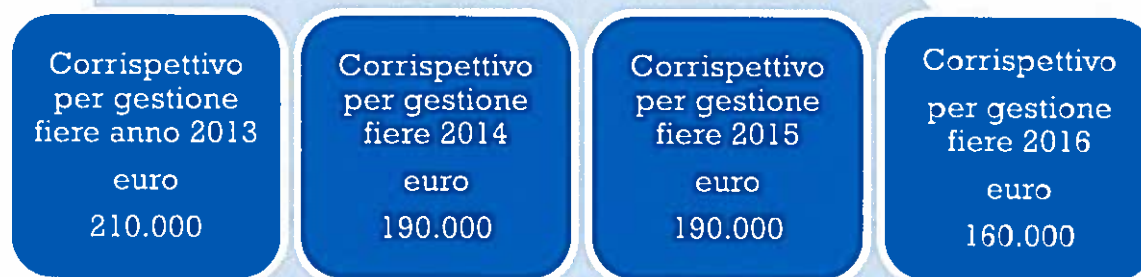 Corrispettivo
per gestione
fiere anno 2013
euro
210.000
Corrispettivo
per gestione
fiere 2014
euro
190.000
Corrispettivo
per gestione
fiere 2015
euro
190.000
Corrispettivo
per gestione
fiere 2016
euro
160.000